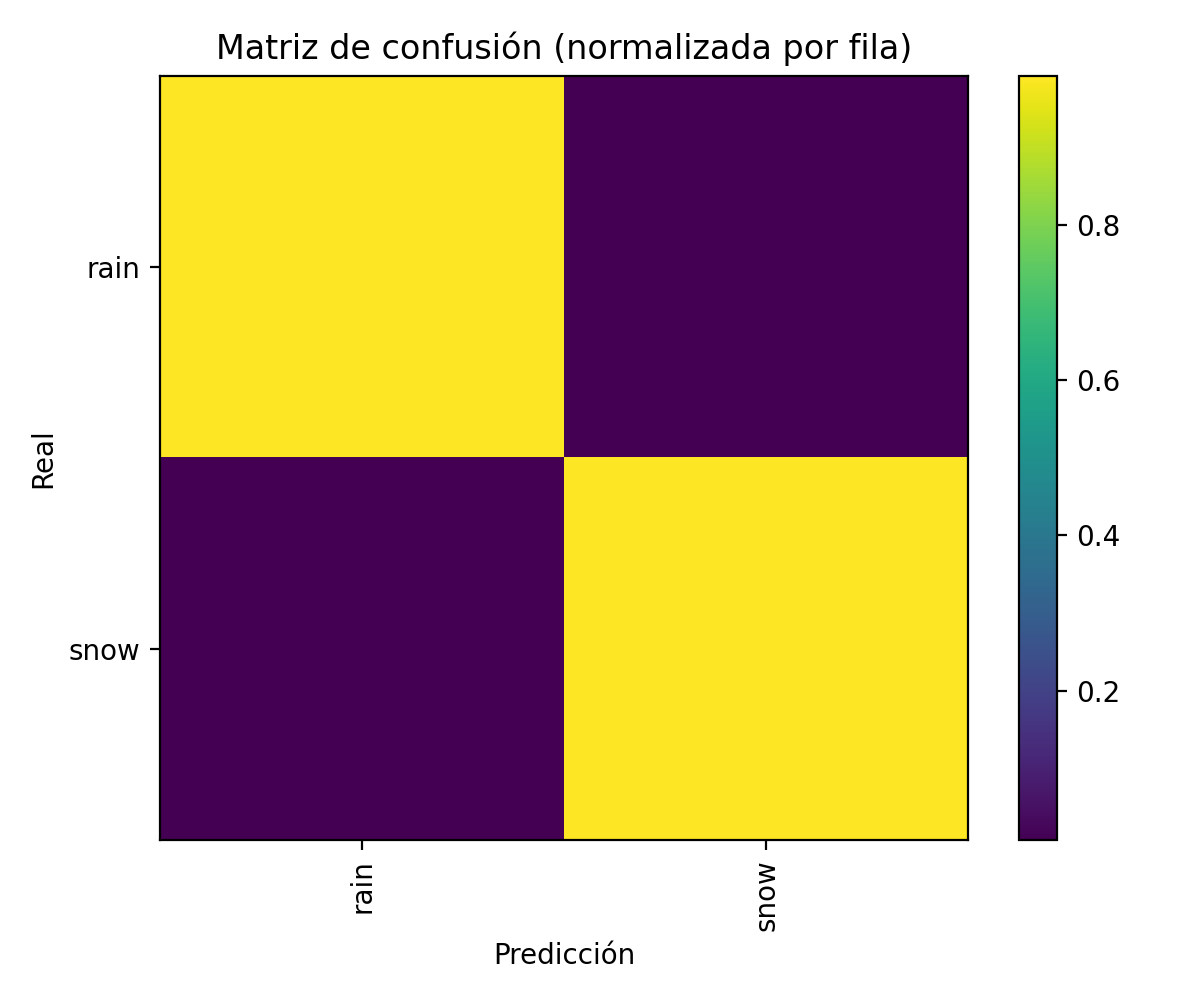 Matriz de confusión (normalizada por fila)
Real
rain
snow
rain
snow
Predicción
0.8
0.6
0.4
0.2